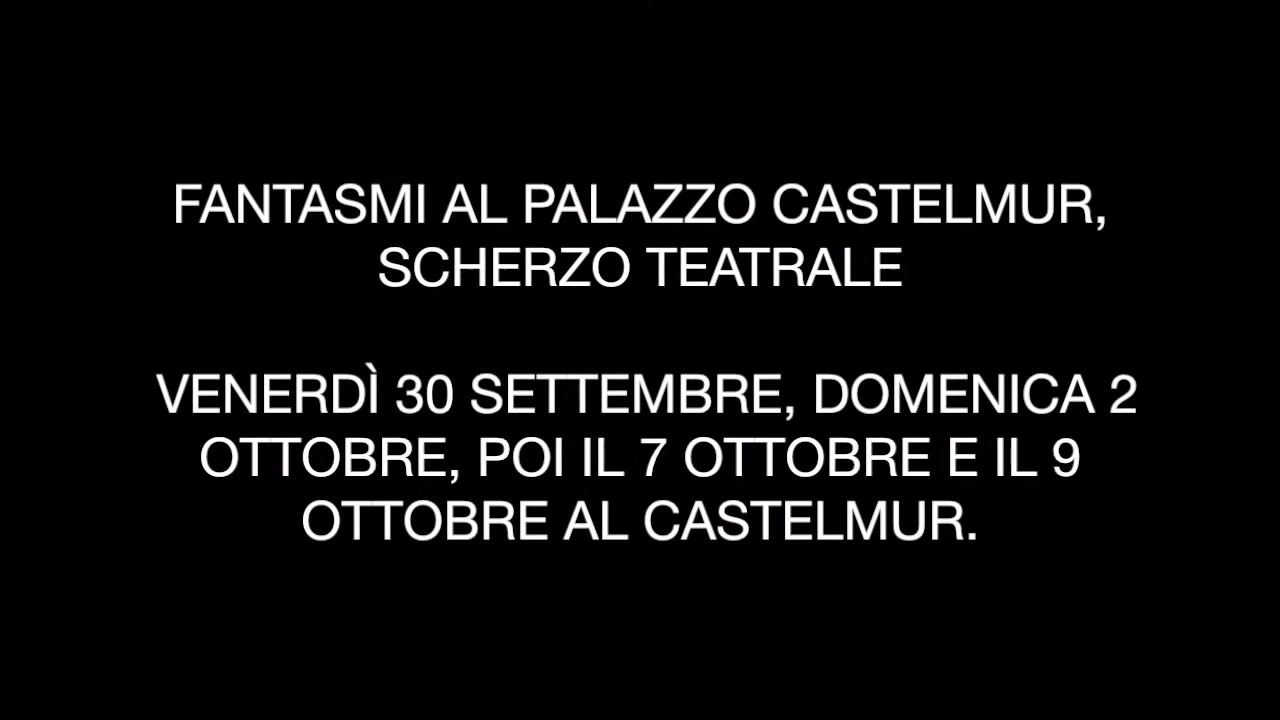 FANTASMI AL PALAZZO CASTELMUR,
SCHERZO TEATRALE
VENERDÌ 30 SETTEMBRE, DOMENICA 2
OTTOBRE, POI IL 7 OTTOBRE E IL 9
OTTOBRE AL CASTELMUR.